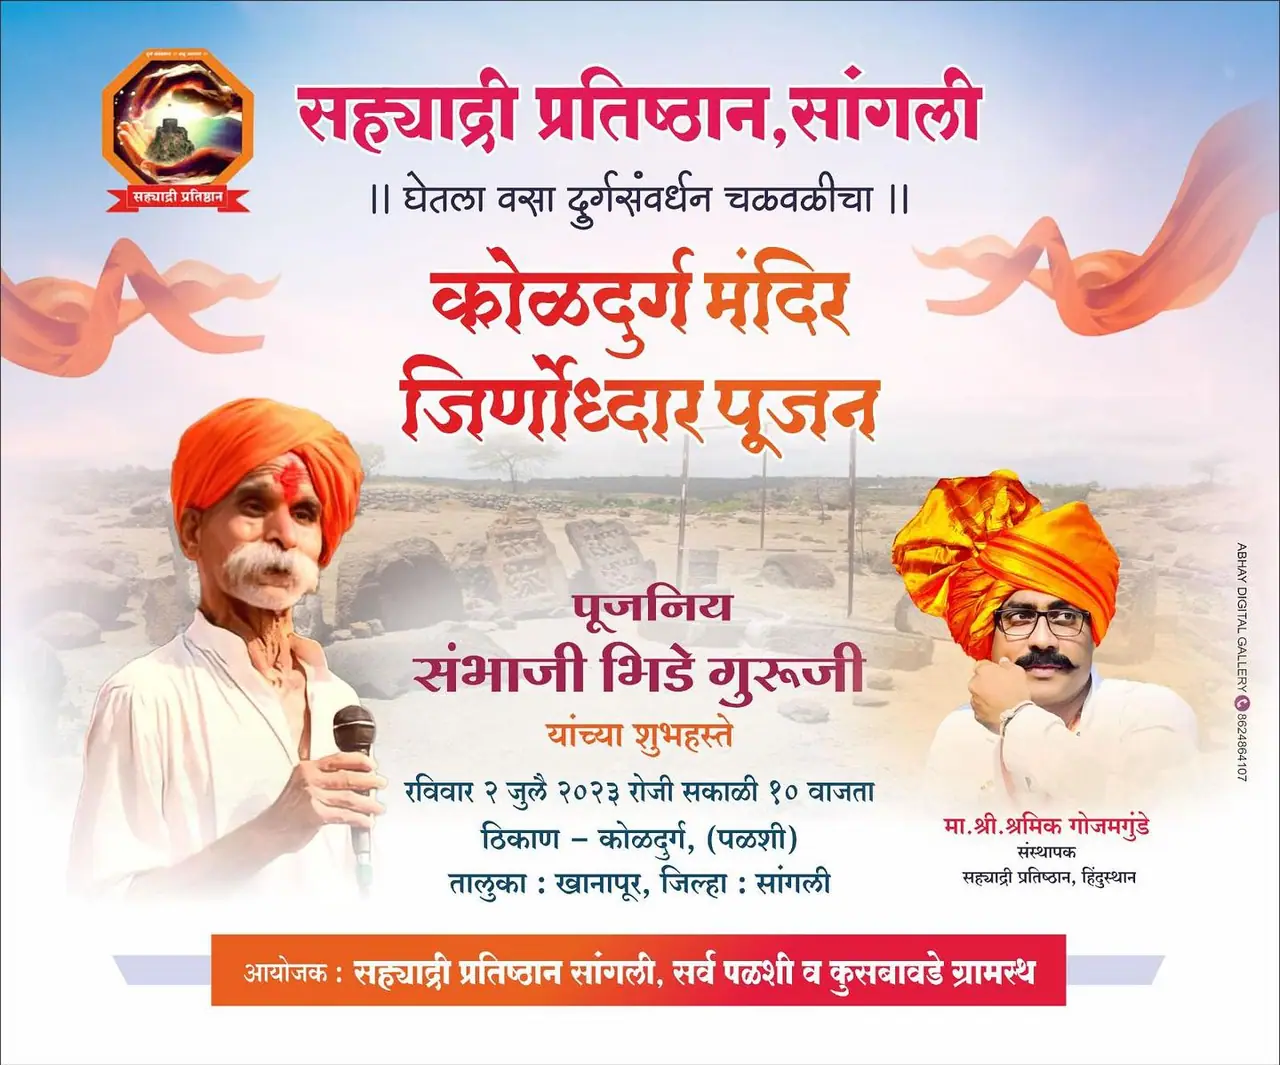 सह्याद्री प्रतिष्ठान
सह्याद्री प्रतिष्ठान,सांगली
|| घेतला वसा दुर्गसंवर्धन चळवळीचा ||
कोळदुर्ग मंदिर
जिर्णोध्दार पूजन
पूजनिय
संभाजी भिडे गुरूजी
यांच्या शुभहस्ते
रविवार २ जुलै २०२३ रोजी सकाळी १० वाजता
ठिकाण – कोळदुर्ग, (पळशी)
तालुका : खानापूर, जिल्हा : सांगली
मा.श्री.श्रमिक गोजमगुंडे
संस्थापक
सह्याद्री प्रतिष्ठान, हिंदुस्थान
ABHAY DIGITAL GALLERY 8624864107
आयोजक : सह्याद्री प्रतिष्ठान सांगली, सर्व पळशी व कुसबावडे ग्रामस्थ